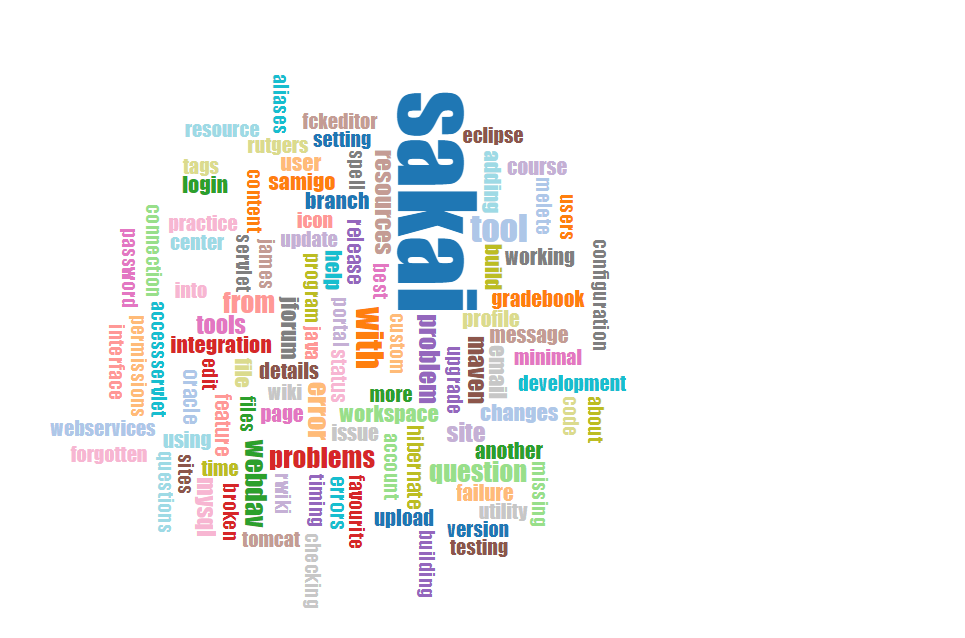 aliases
sakai
resource
fckeditor
rutgers
setting
eclipse
tags
user
spell
resources
adding
course
login
content
samigo
branch
melete
users
connection
practice
icon
release
tool
password
center
servlet
james
update
help
best
build
working
configuration
into
program
from
jforum
portal
gradebook
accessservlet
tools
java
with
custom
problem
profile
interface
permissions
integration
status
upgrade
maven
message
email
minimal
oracle
edit
file
details
wiki
error
more
development
feature
files
page
workspace
changes
code
about
webservices
using
issue
account
hibernate
site
forgotten
questions
sites
time
webdav
problems
another
question
missing
mysql
broken
rwiki
timing
errors
favourite
upload
failure
utility
tomcat
checking
building
version
testing